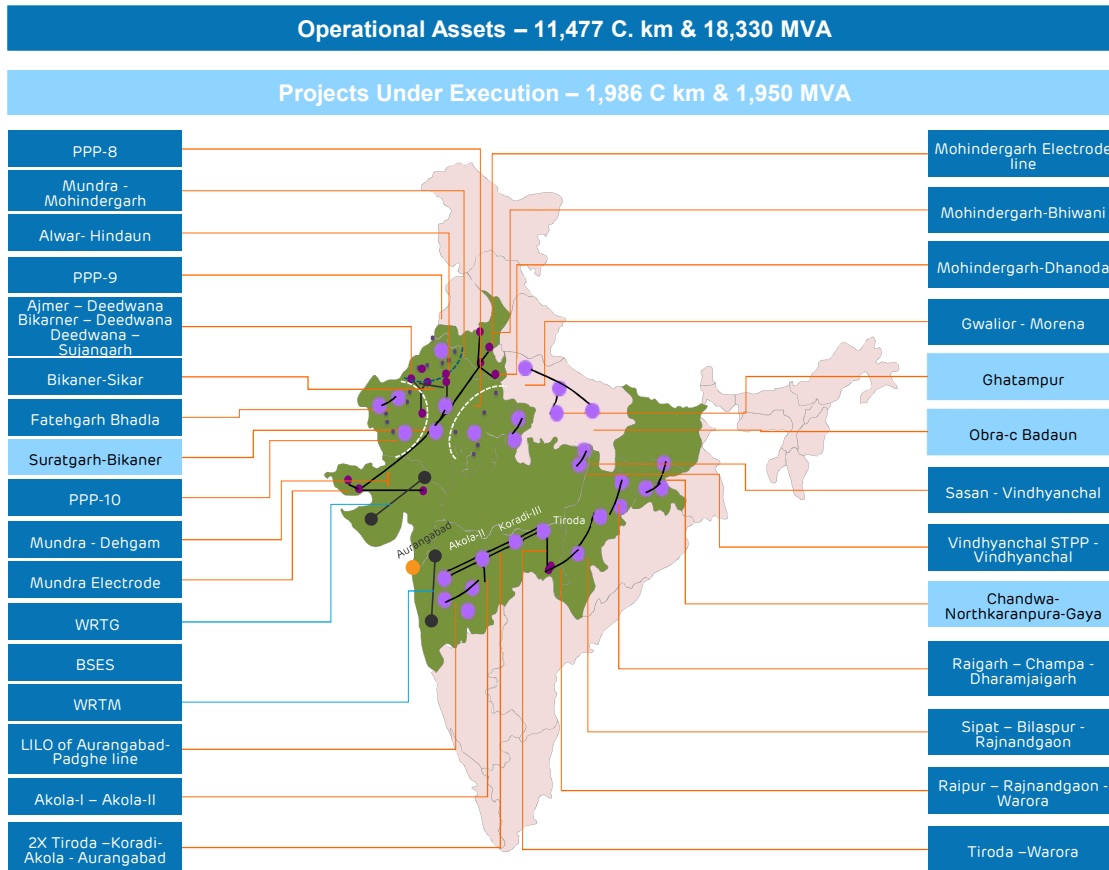 Operational Assets – 11,477 C. km & 18,330 MVA
Projects Under Execution – 1,986 C km & 1,950 MVA
PPP-8
Mundra -
Mohindergarh
Alwar- Hindaun
PPP-9
Ajmer – Deedwana
Bikarner – Deedwana
Deedwana –
Sujangarh
Bikaner-Sikar
Fatehgarh Bhadla
Suratgarh-Bikaner
PPP-10
Mundra - Dehgam
Mundra Electrode
WRTG
BSES
WRTM
LILO of Aurangabad-
Padghe line
Akola-I – Akola-II
2X Tiroda –Koradi-
Akola - Aurangabad
Aurangabad
Akola-II
Koradi-III
Tiroda
Mohindergarh Electrode
line
Mohindergarh-Bhiwani
Mohindergarh-Dhanoda
Gwalior - Morena
Ghatampur
Obra-c Badaun
Sasan - Vindhyanchal
Vindhyanchal STPP -
Vindhyanchal
Chandwa-
Northkaranpura-Gaya
Raigarh – Champa -
Dharamjaigarh
Sipat – Bilaspur -
Rajnandgaon
Raipur – Rajnandgaon -
Warora
Tiroda –Warora